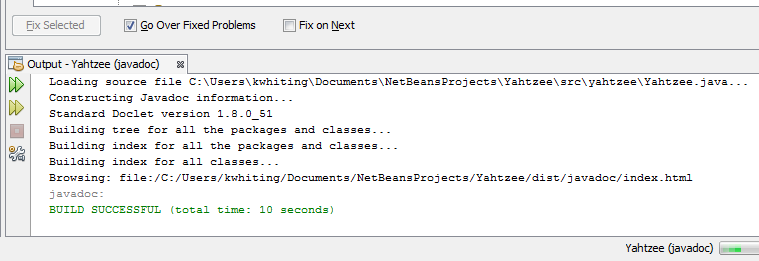 Fix Selected Go Over Fixed Problems Fix on Next
Output - Yahtzee (javadoc)
Loading source file C:\Users\kwhiting\Documents\NetBeansProjects\Yahtzee\src\yahtzee\Yahtzee.java...
Constructing Javadoc information...
Standard Doclet version 1.8.0_51
Building tree for all the packages and classes...
Building index for all the packages and classes...
Building index for all classes...
Browsing: file:/C:/Users/kwhiting/Documents/NetBeansProjects/Yahtzee/dist/javadoc/index.html
javadoc:
BUILD SUCCESSFUL (total time: 10 seconds)
Yahtzee (javadoc)